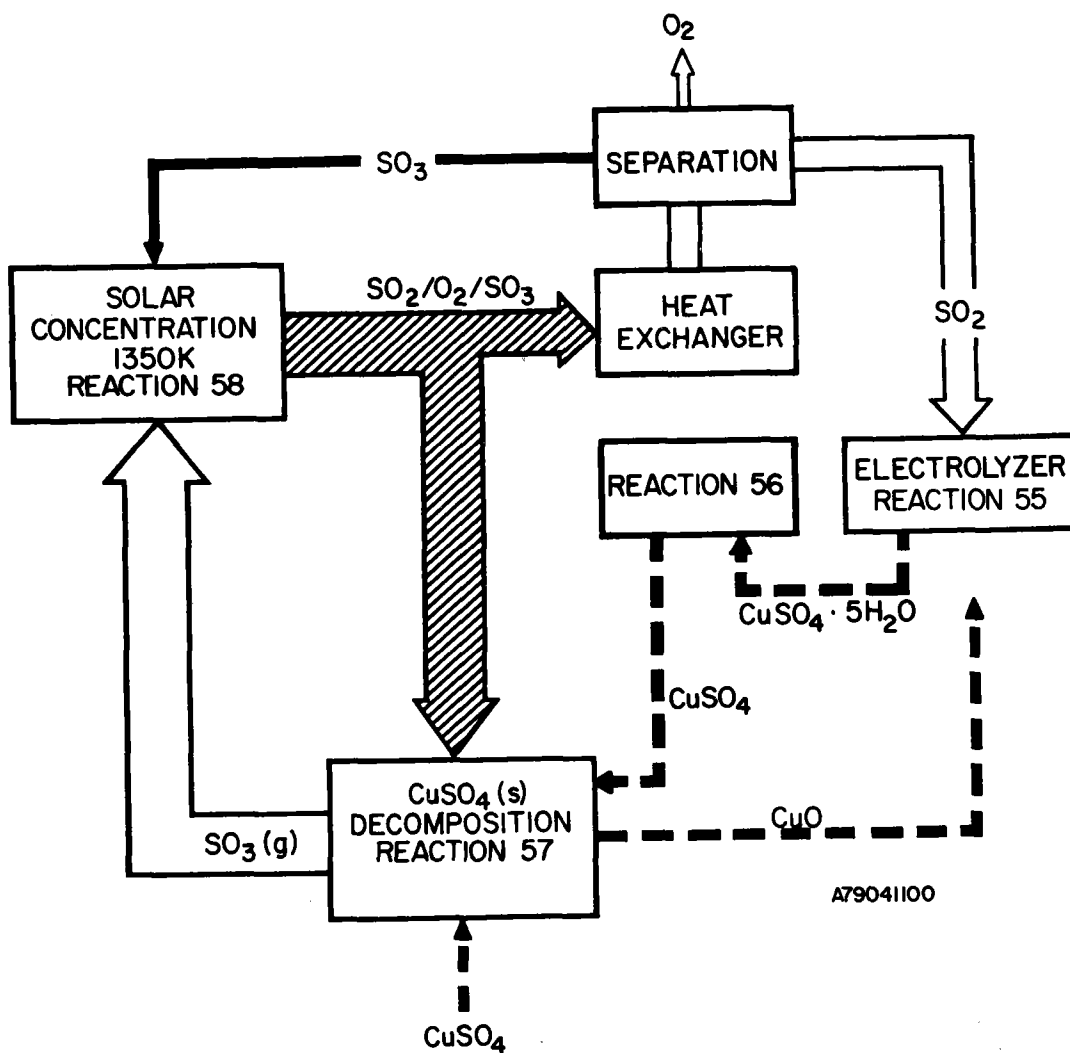 O2
SEPARATION
SO3
SOLAR
CONCENTRATION
1350K
REACTION 58
SO2/O2/SO3
HEAT
EXCHANGER
SO2
REACTION 56
ELECTROLYZER
REACTION 55
CuSO4 · 5H2O
CuSO4
CuSO4 (s)
DECOMPOSITION
REACTION 57
SO3 (g)
CuO
A79041100
CuSO4